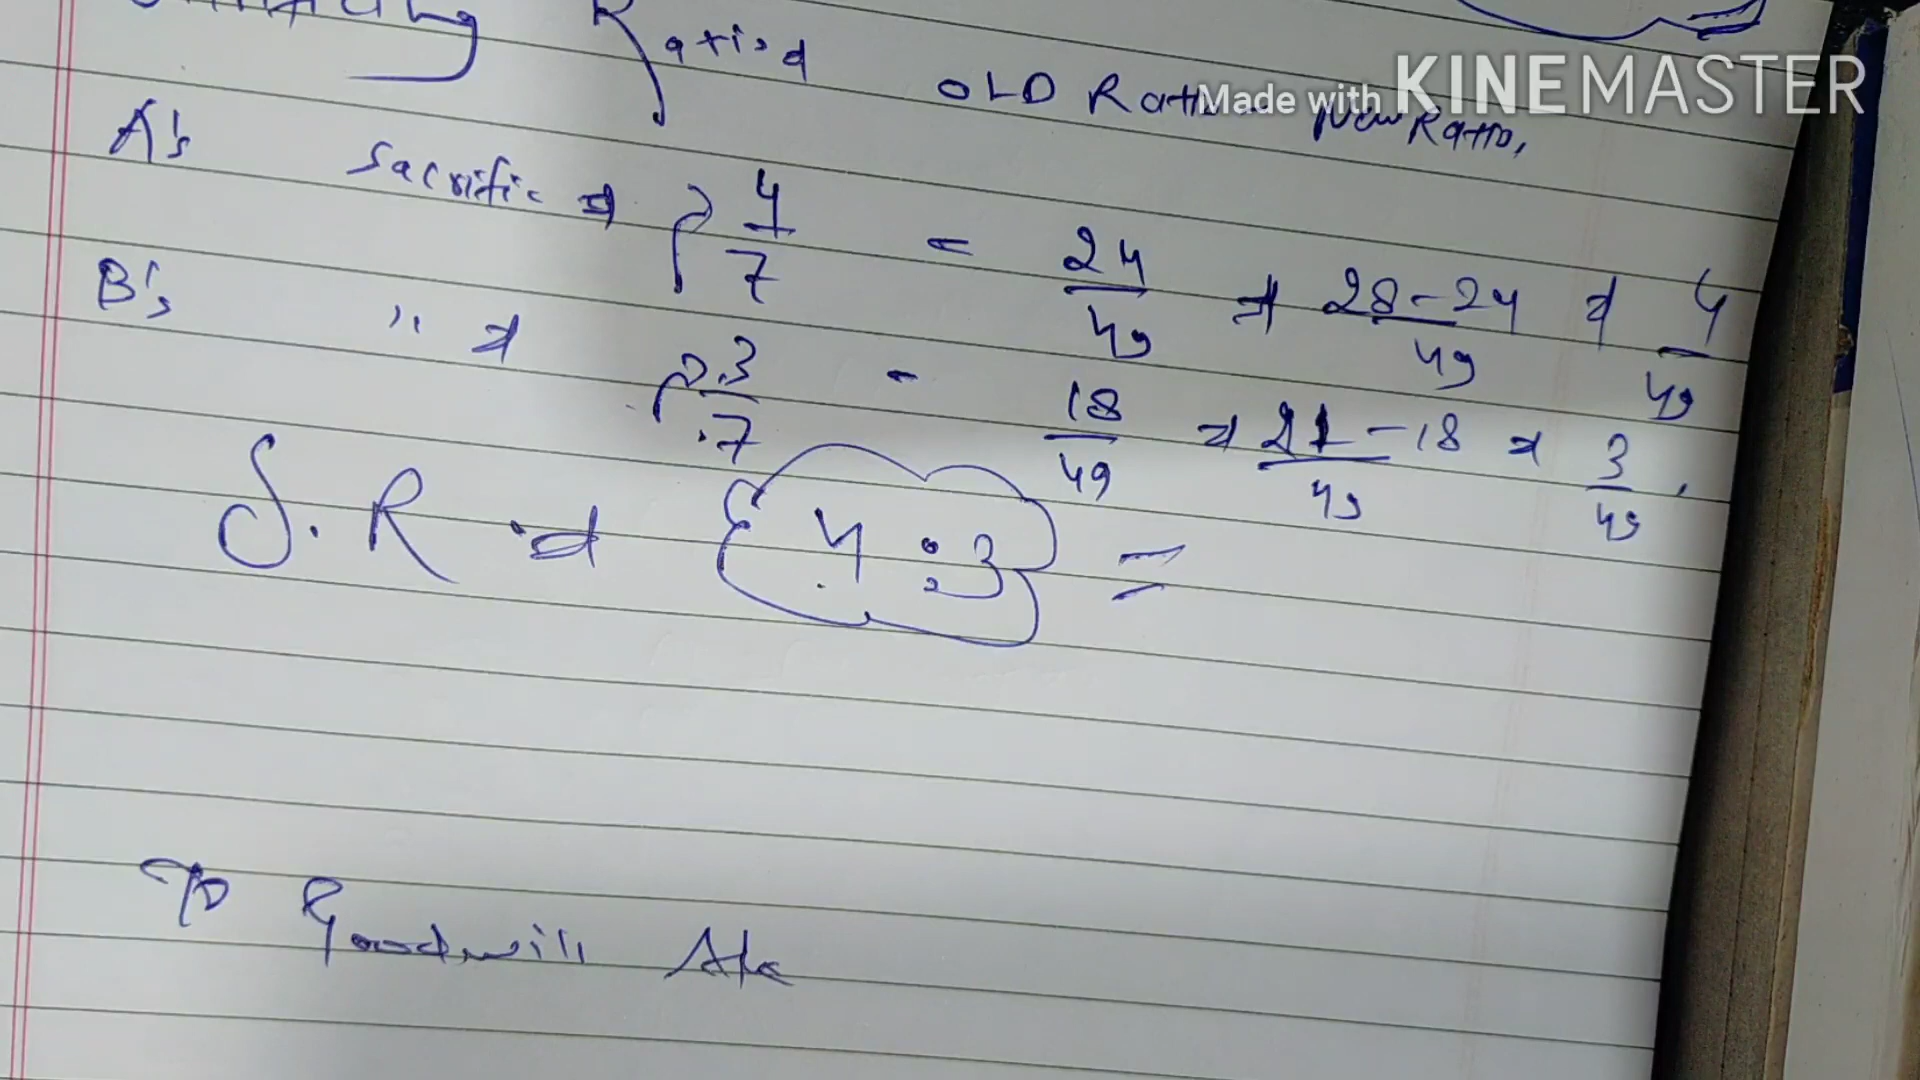 Ratio ⇒ OLD Ratio - New Ratio,
Made with KINEMASTER
A's Sacrific ⇒ 4/7 - 24/49 ⇒ 28-24/49 ⇒ 4/49
B's " ⇒ 3/7 - 18/49 ⇒ 21-18/49 ⇒ 3/49.
S.R ⇒ 4:3 =
To Goodwill A/c